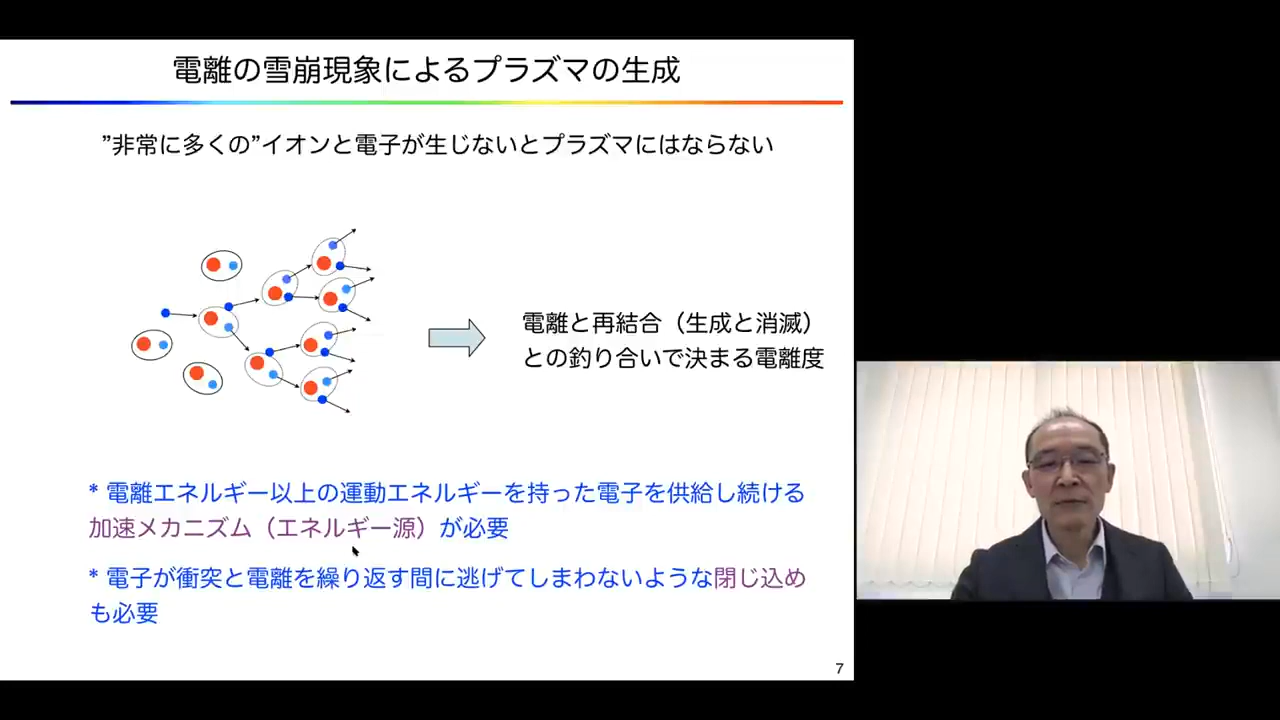 電離の雪崩現象によるプラズマの生成
”非常に多くの”イオンと電子が生じないとプラズマにはならない
電離と再結合（生成と消滅）
との釣り合いで決まる電離度
* 電離エネルギー以上の運動エネルギーを持った電子を供給し続ける
加速メカニズム（エネルギー源）が必要
* 電子が衝突と電離を繰り返す間に逃げてしまわないような閉じ込め
も必要
7